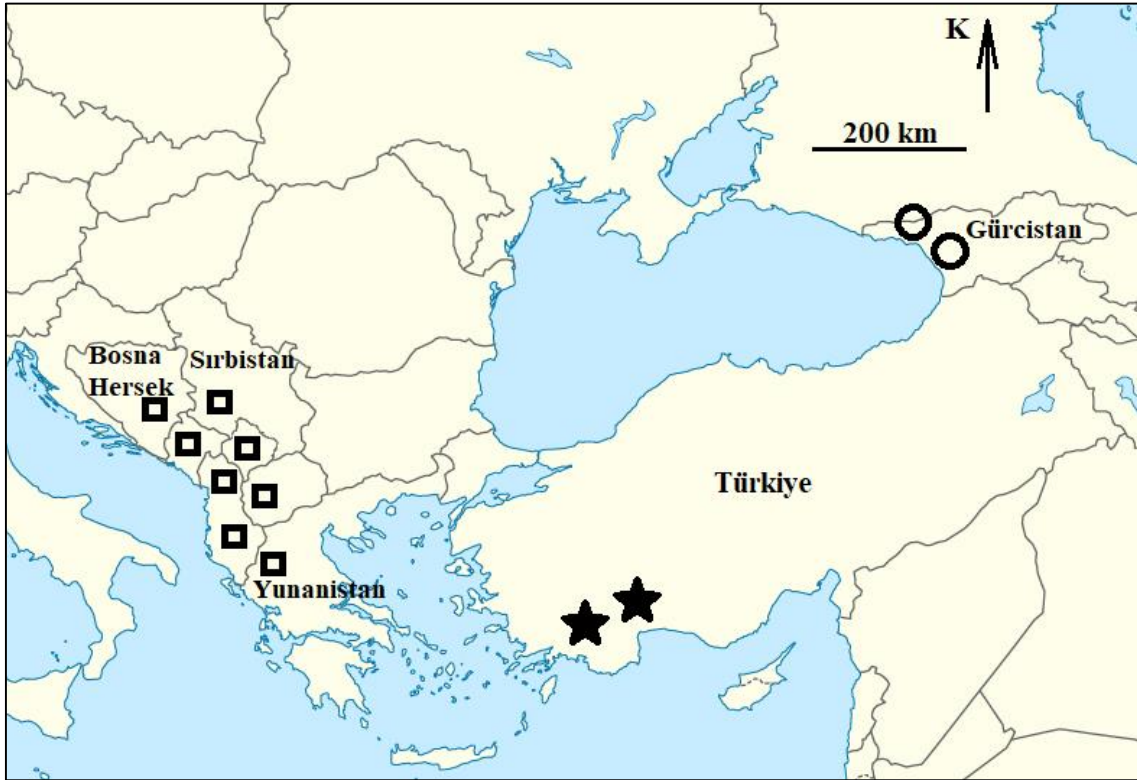 K
200 km
Gürcistan
Bosna
Hersek
Sırbistan
Türkiye
Yunanistan